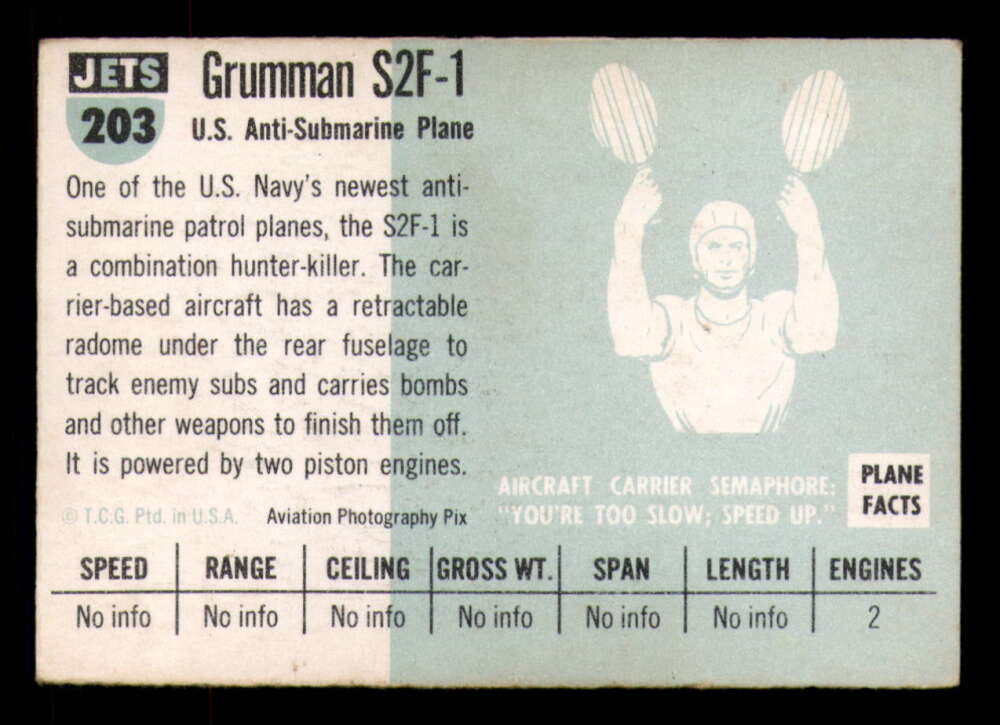 JETS
203
Grumman S2F-1
U.S. Anti-Submarine Plane
One of the U.S. Navy's newest anti-
submarine patrol planes, the S2F-1 is
a combination hunter-killer. The car-
rier-based aircraft has a retractable
radome under the rear fuselage to
track enemy subs and carries bombs
and other weapons to finish them off.
It is powered by two piston engines.
© T.C.G. Ptd. in U.S.A. Aviation Photography Pix
AIRCRAFT CARRIER SEMAPHORE:
"YOU'RE TOO SLOW; SPEED UP."
PLANE
FACTS
SPEED RANGE CEILING GROSS WT. SPAN LENGTH ENGINES
No info No info No info No info No info No info 2